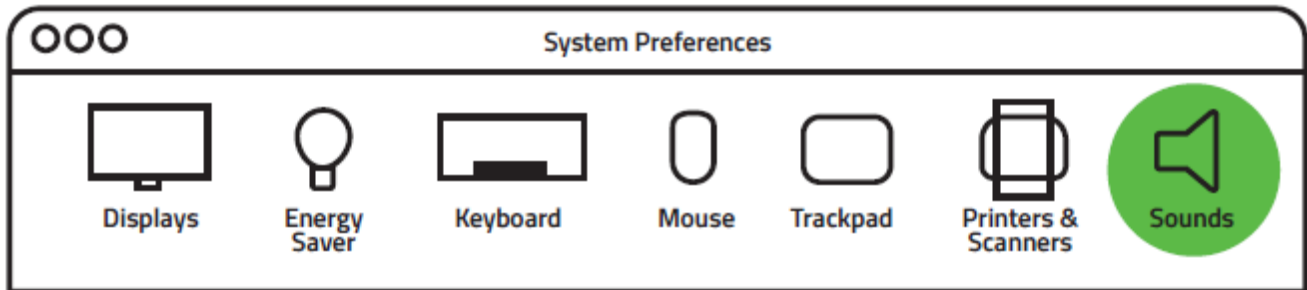 System Preferences
Displays
Energy
Saver
Keyboard
Mouse
Trackpad
Printers &
Scanners
Sounds